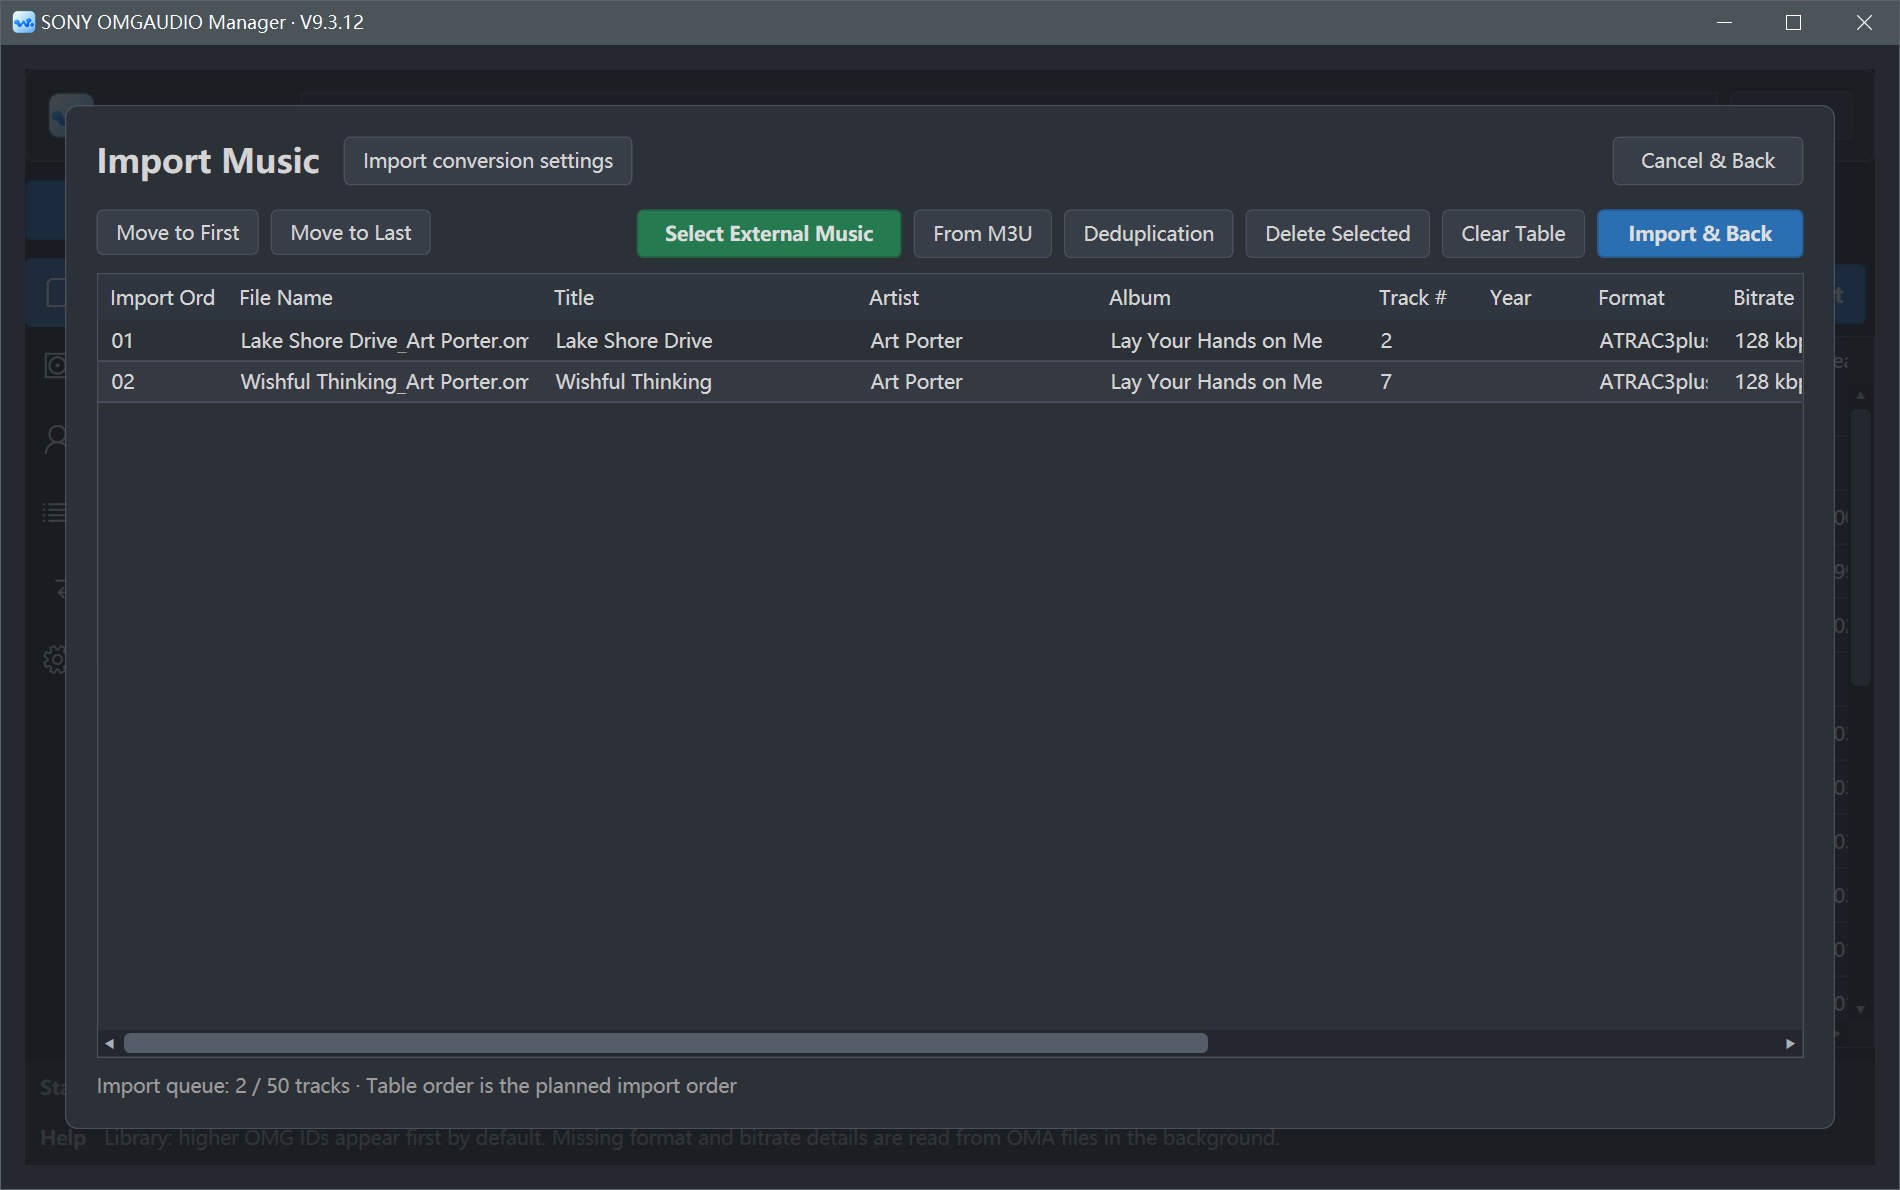 SONY OMGAUDIO Manager · V9.3.12
Import Music
Import conversion settings
Cancel & Back
Move to First
Move to Last
Select External Music
From M3U
Deduplication
Delete Selected
Clear Table
Import & Back
Import Ord File Name Title Artist Album Track # Year Format Bitrate
01 Lake Shore Drive_Art Porter.om Lake Shore Drive Art Porter Lay Your Hands on Me 2 ATRAC3plus 128 kbp
02 Wishful Thinking_Art Porter.om Wishful Thinking Art Porter Lay Your Hands on Me 7 ATRAC3plus 128 kbp
Import queue: 2 / 50 tracks · Table order is the planned import order
Help Library: higher OMG IDs appear first by default. Missing format and bitrate details are read from OMA files in the background.